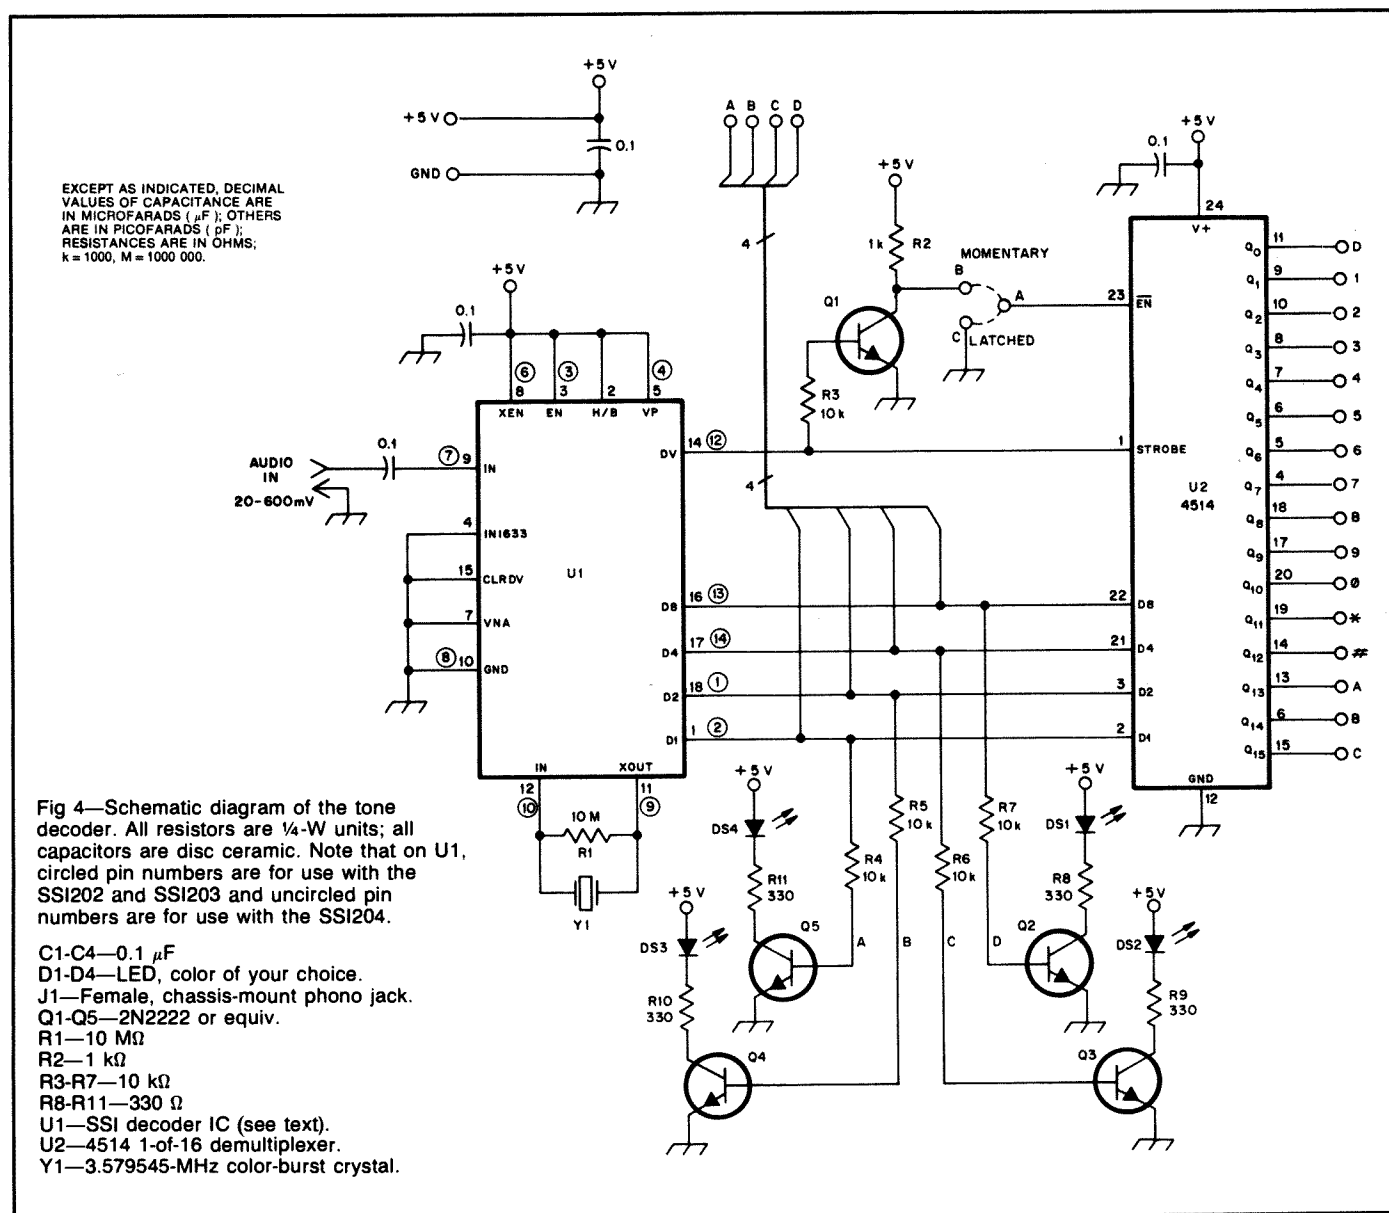 +5V
+5V
0.1
GND
A B C D
4
4
EXCEPT AS INDICATED, DECIMAL
VALUES OF CAPACITANCE ARE
IN MICROFARADS ( µF ); OTHERS
ARE IN PICOFARADS ( pF );
RESISTANCES ARE IN OHMS;
k = 1000, M = 1000 000.
+5V
0.1
⑥ ③ ④
8 3 2 5
XEN EN H/B VP
AUDIO
IN
20-600mV
0.1
⑦ 9 IN
4 IN1633
15 CLRDV
7 VNA
⑧ 10 GND
U1
DV 14 ⑫
D8 16 ⑬
D4 17 ⑭
D2 18 ①
D1 1 ②
IN XOUT
12 11
⑩ ⑨
10 M
R1
Y1
+5V
1k R2
Q1
R3
10k
MOMENTARY
B
A
C LATCHED
+5V
0.1
24
V+
23 EN
1 STROBE
U2
4514
22 D8
21 D4
3 D2
2 D1
GND
12
Q0 11 D
Q1 9 1
Q2 10 2
Q3 8 3
Q4 7 4
Q5 6 5
Q6 5 6
Q7 4 7
Q8 18 8
Q9 17 9
Q10 20 Ø
Q11 19 *
Q12 14 #
Q13 13 A
Q14 6 B
Q15 15 C
+5V
DS4
R11
330
Q5
R4
10k
A
R5
10k
B
R6
10k
C
R7
10k
D
+5V
DS1
R8
330
Q2
+5V
DS3
R10
330
Q4
+5V
DS2
R9
330
Q3
Fig 4—Schematic diagram of the tone
decoder. All resistors are ¼-W units; all
capacitors are disc ceramic. Note that on U1,
circled pin numbers are for use with the
SSI202 and SSI203 and uncircled pin
numbers are for use with the SSI204.
C1-C4—0.1 µF
D1-D4—LED, color of your choice.
J1—Female, chassis-mount phono jack.
Q1-Q5—2N2222 or equiv.
R1—10 MΩ
R2—1 kΩ
R3-R7—10 kΩ
R8-R11—330 Ω
U1—SSI decoder IC (see text).
U2—4514 1-of-16 demultiplexer.
Y1—3.579545-MHz color-burst crystal.